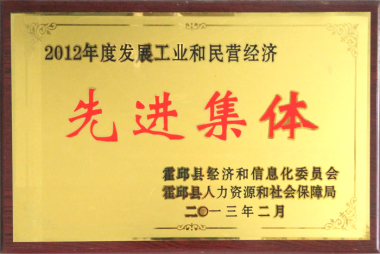 2012年度发展工业和民营经济
先进集体
霍邱县经济和信息化委员会
霍邱县人力资源和社会保障局
二〇一三年二月